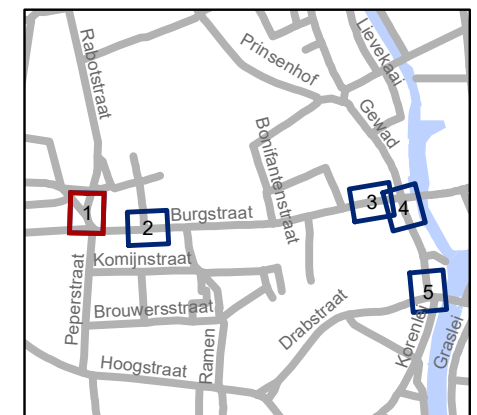 Rabotstraat
Prinsenhof
Lievekaai
Gewad
Bonifantenstraat
1
2
Burgstraat
3
4
Komijnstraat
Peperstraat
Brouwersstraat
Ramen
Hoogstraat
Drabstraat
5
Korenlei
Graslei